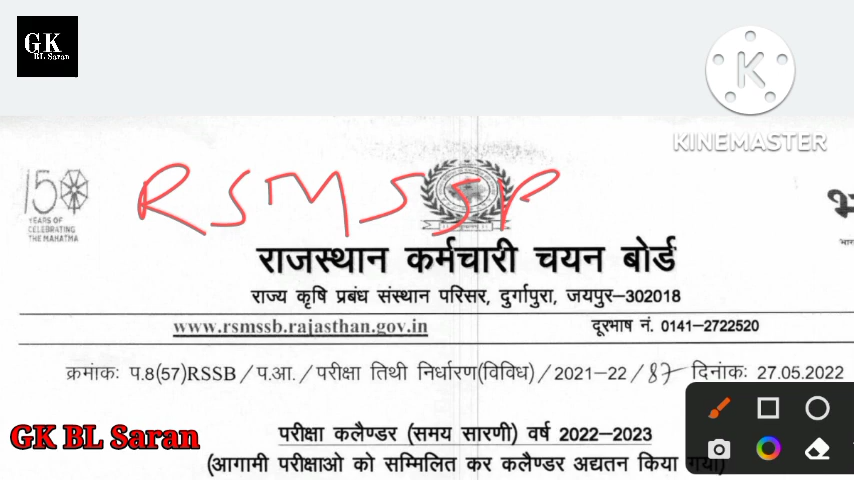 GK
BL Saran
K
KINEMASTER
RSMSSP
150
YEARS OF
CELEBRATING
THE MAHATMA
राजस्थान कर्मचारी चयन बोर्ड
राज्य कृषि प्रबंध संस्थान परिसर, दुर्गापुरा, जयपुर–302018
www.rsmssb.rajasthan.gov.in दूरभाष नं. 0141–2722520
क्रमांकः प.8(57)RSSB / प.आ. / परीक्षा तिथी निर्धारण(विविध) / 2021–22 / 87 दिनांकः 27.05.2022
GK BL Saran
परीक्षा कलैण्डर (समय सारणी) वर्ष 2022–2023
(आगामी परीक्षाओ को सम्मिलित कर कलैण्डर अद्यतन किया गया)